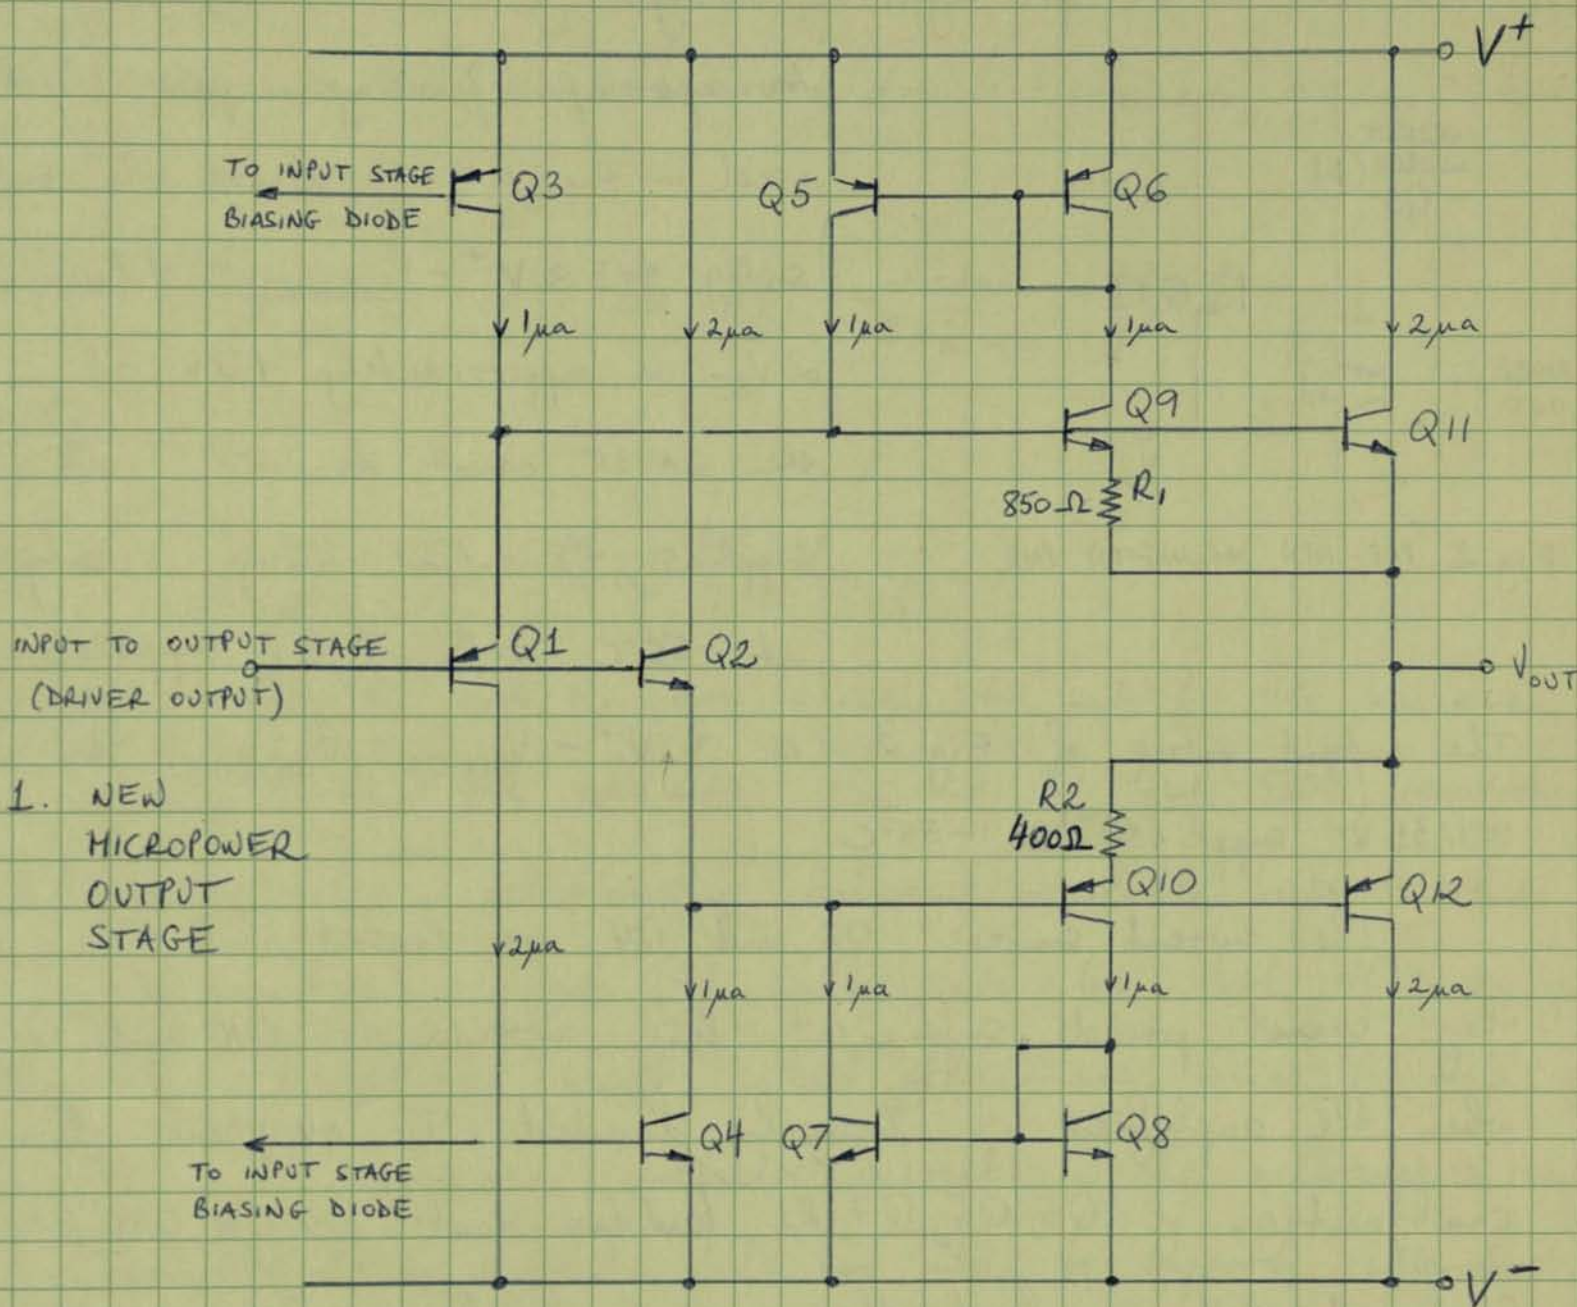 V⁺
TO INPUT STAGE
BIASING DIODE
Q3
Q5
Q6
1μa
2μa
1μa
1μa
2μa
Q9
Q11
850Ω
R1
INPUT TO OUTPUT STAGE
(DRIVER OUTPUT)
Q1
Q2
VOUT
1. NEW
MICROPOWER
OUTPUT
STAGE
R2
400Ω
Q10
Q12
2μa
1μa
1μa
1μa
2μa
Q4
Q7
Q8
TO INPUT STAGE
BIASING DIODE
V⁻